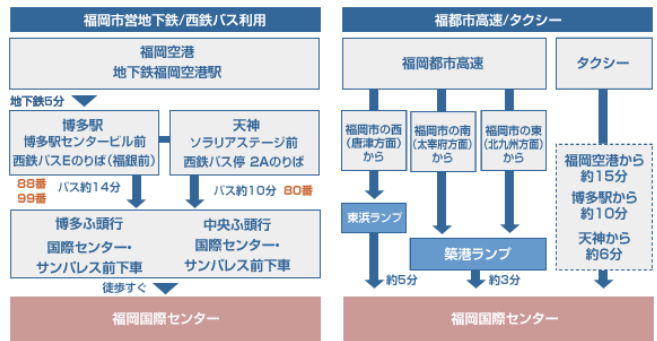 福岡市営地下鉄/西鉄バス利用
福岡空港
地下鉄福岡空港駅
地下鉄5分
博多駅
博多駅センタービル前
西鉄バスEのりば(福銀前)
天神
ソラリアステージ前
西鉄バス停 2Aのりば
88番
99番
バス約14分
バス約10分 80番
博多ふ頭行
国際センター・
サンパレス前下車
中央ふ頭行
国際センター・
サンパレス前下車
徒歩すぐ
福岡国際センター
福都市高速/タクシー
福岡都市高速
タクシー
福岡市の西
(唐津方面)
から
福岡市の南
(太宰府方面)
から
福岡市の東
(北九州方面)
から
東浜ランプ
築港ランプ
約5分
約3分
福岡空港から
約15分
博多駅から
約10分
天神から
約6分
福岡国際センター